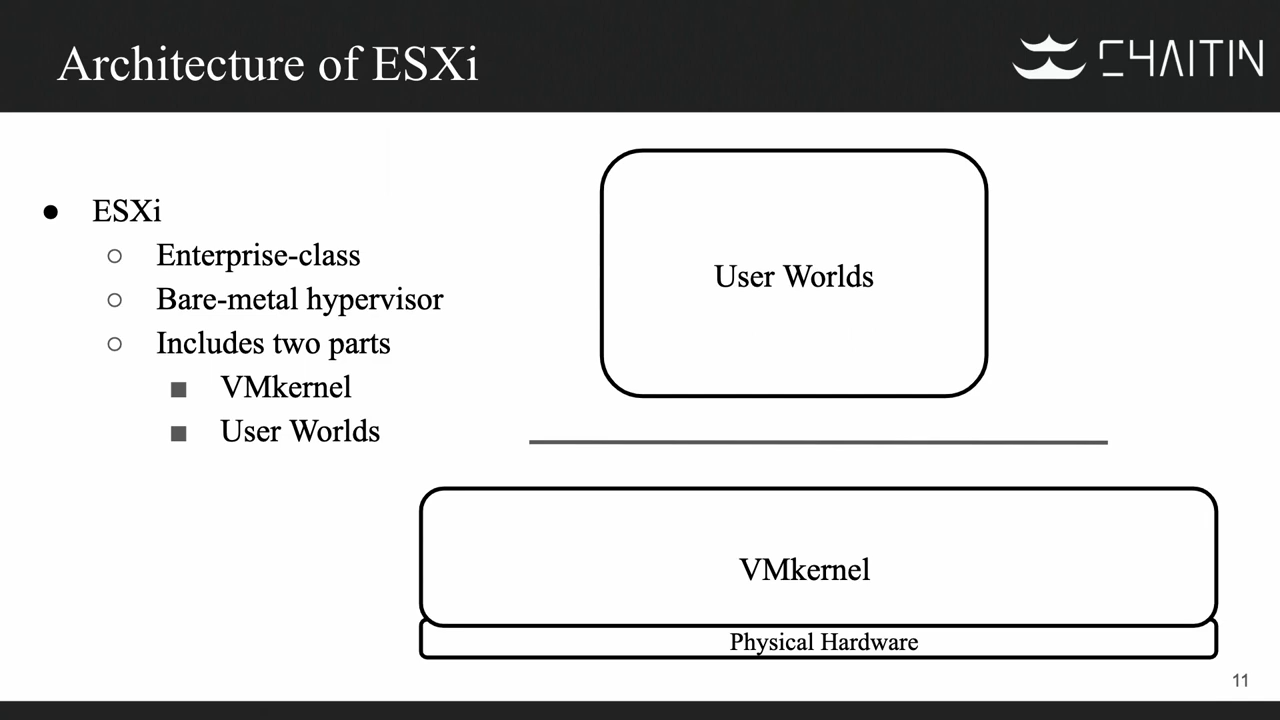 Architecture of ESXi
CHAITIN
ESXi
Enterprise-class
Bare-metal hypervisor
Includes two parts
VMkernel
User Worlds
User Worlds
VMkernel
Physical Hardware
11